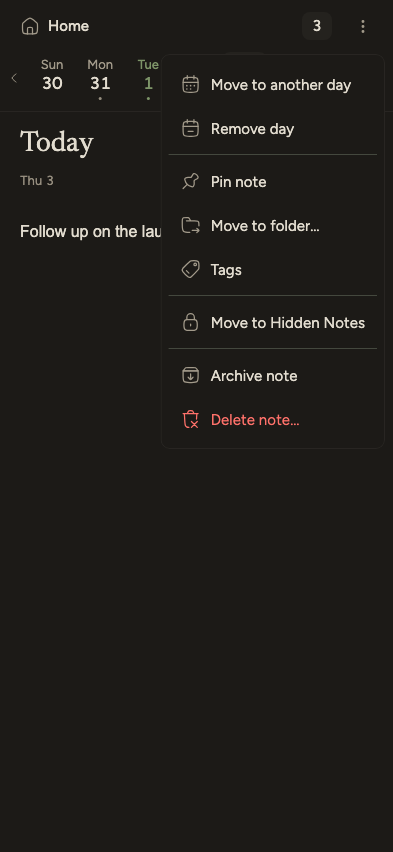 Home
3
Sun Mon Tue
30 31 1
Today
Thu 3
Follow up on the
Move to another day
Remove day
Pin note
Move to folder...
Tags
Move to Hidden Notes
Archive note
Delete note...